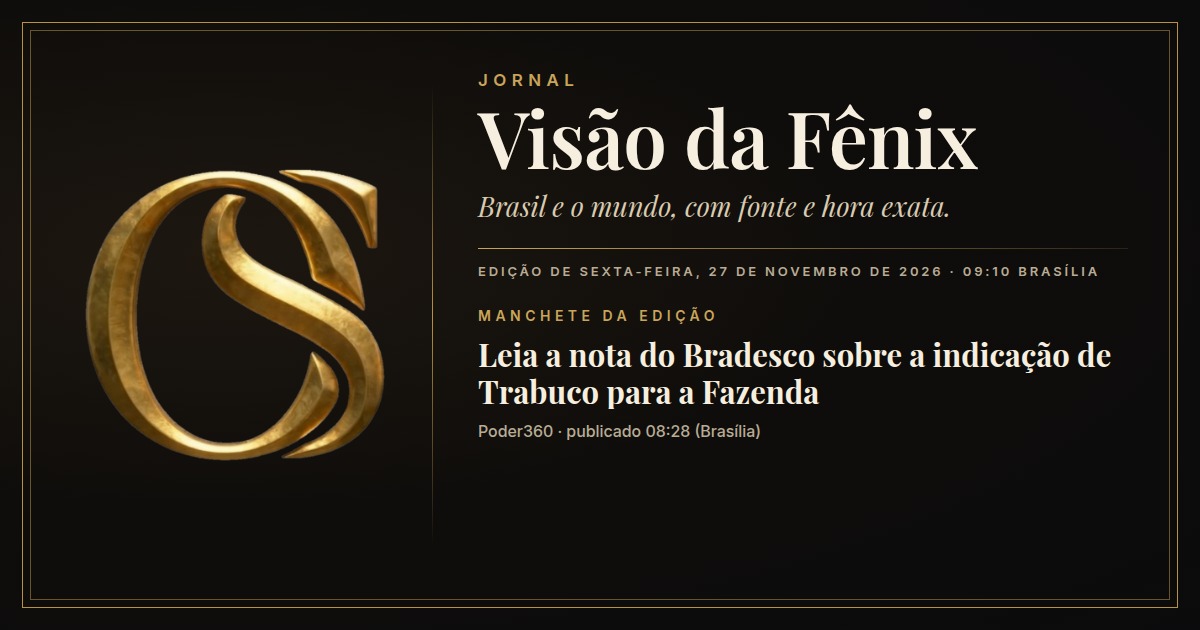 JORNAL
Visão da Fênix
Brasil e o mundo, com fonte e hora exata.
EDIÇÃO DE SEXTA-FEIRA, 27 DE NOVEMBRO DE 2026 · 09:10 BRASÍLIA
MANCHETE DA EDIÇÃO
Leia a nota do Bradesco sobre a indicação de
Trabuco para a Fazenda
Poder360 · publicado 08:28 (Brasília)